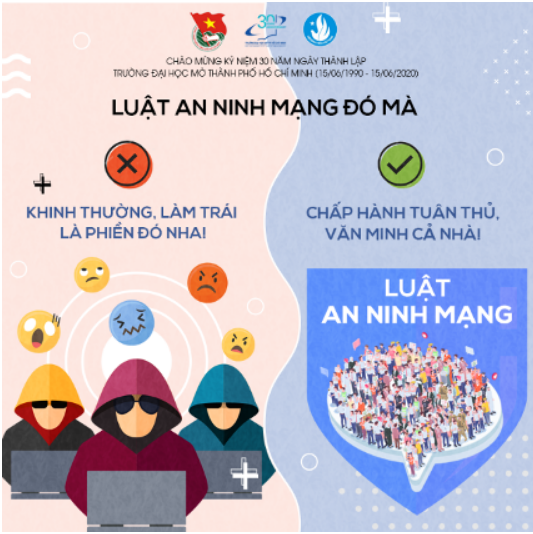 30
CHÀO MỪNG KỶ NIỆM 30 NĂM NGÀY THÀNH LẬP
TRƯỜNG ĐẠI HỌC MỞ THÀNH PHỐ HỒ CHÍ MINH (15/06/1990 - 15/06/2020)
LUẬT AN NINH MẠNG ĐÓ MÀ
KHINH THƯỜNG, LÀM TRÁI
LÀ PHIỀN ĐÓ NHA!
CHẤP HÀNH TUÂN THỦ,
VĂN MINH CẢ NHÀ!
LUẬT
AN NINH MẠNG